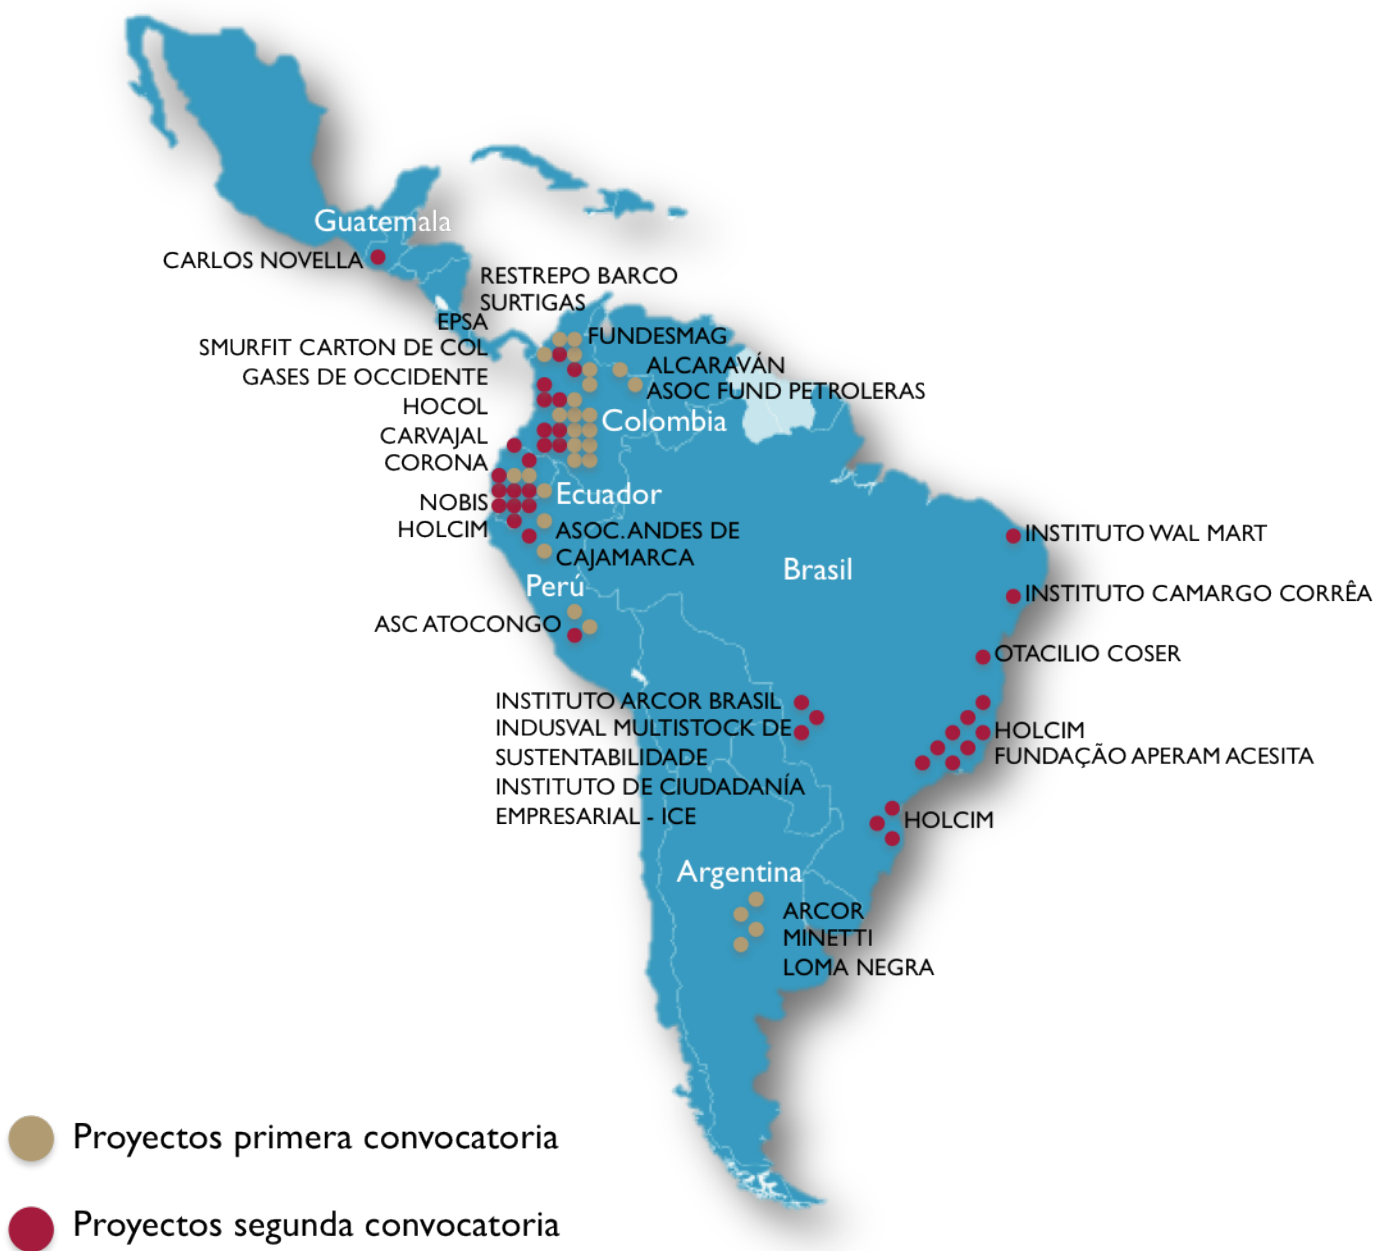 Guatemala
CARLOS NOVELLA
RESTREPO BARCO
SURTIGAS
EPSA
SMURFIT CARTON DE COL
GASES DE OCCIDENTE
HOCOL
CARVAJAL
CORONA
NOBIS
HOLCIM
FUNDESMAG
ALCARAVÁN
ASOC FUND PETROLERAS
Colombia
Ecuador
ASOC. ANDES DE
CAJAMARCA
Perú
ASC ATOCONGO
Brasil
INSTITUTO WAL MART
INSTITUTO CAMARGO CORRÊA
OTACILIO COSER
INSTITUTO ARCOR BRASIL
INDUSVAL MULTISTOCK DE
SUSTENTABILIDADE
INSTITUTO DE CIUDADANÍA
EMPRESARIAL - ICE
HOLCIM
FUNDAÇÃO APERAM ACESITA
HOLCIM
Argentina
ARCOR
MINETTI
LOMA NEGRA
Proyectos primera convocatoria
Proyectos segunda convocatoria